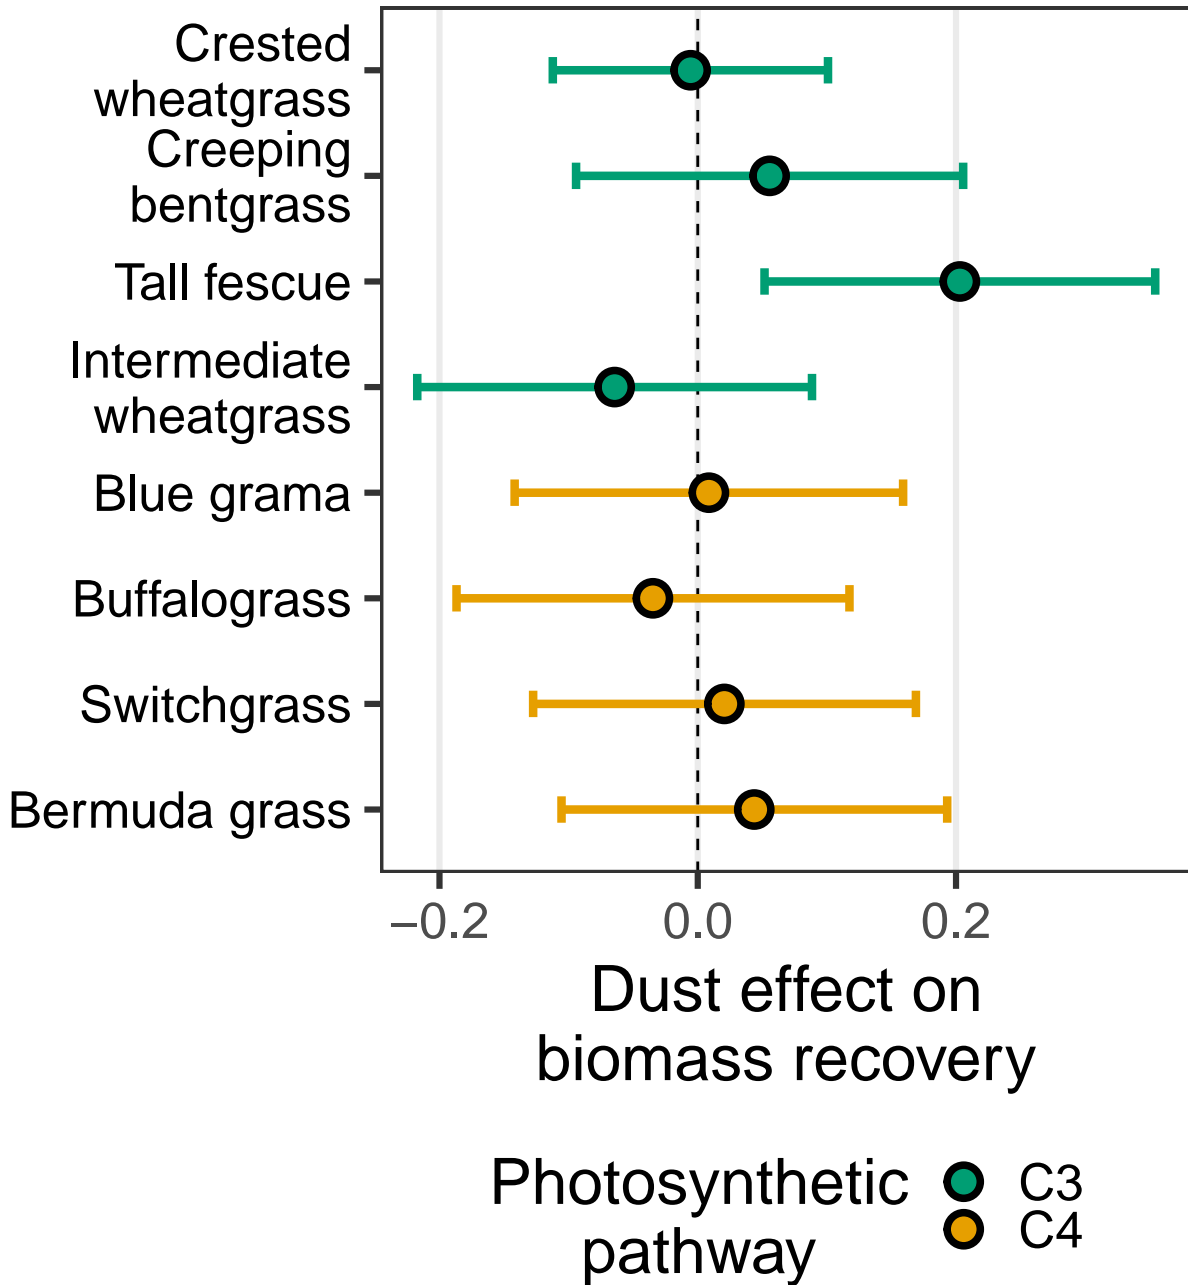 Crested
wheatgrass
Creeping
bentgrass
Tall fescue
Intermediate
wheatgrass
Blue grama
Buffalograss
Switchgrass
Bermuda grass
−0.2 0.0 0.2
Dust effect on
biomass recovery
Photosynthetic
pathway
C3
C4